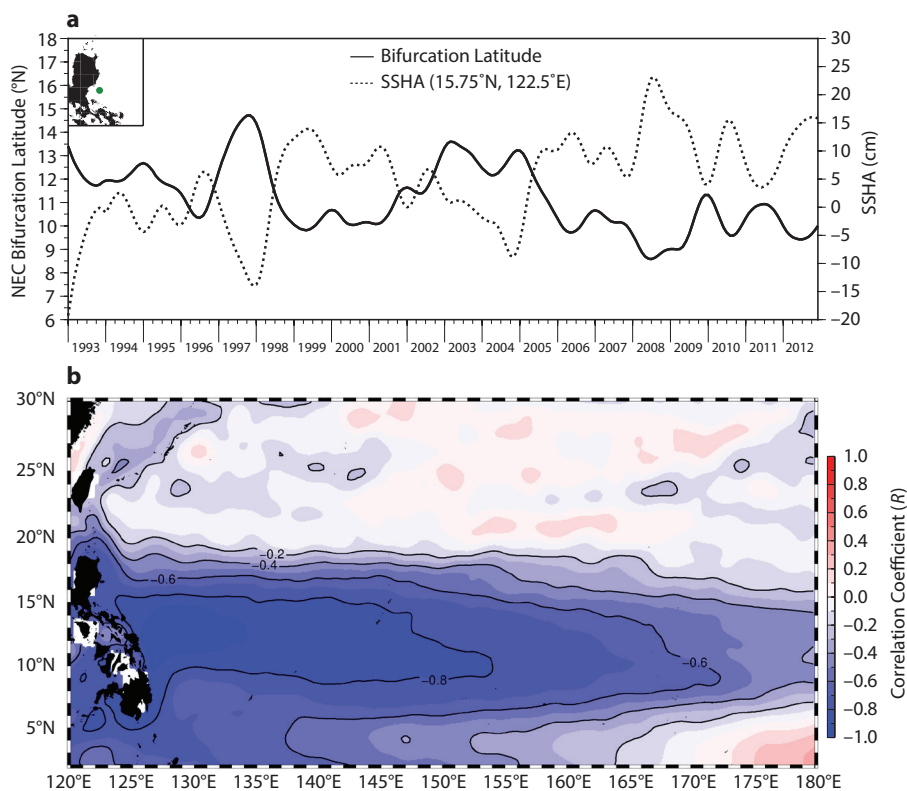 a
18
17
16
15
14
13
12
11
10
9
8
7
6
NEC Bifurcation Latitude (°N)
Bifurcation Latitude
SSHA (15.75°N, 122.5°E)
30
25
20
15
10
5
0
−5
−10
−15
−20
SSHA (cm)
1993 1994 1995 1996 1997 1998 1999 2000 2001 2002 2003 2004 2005 2006 2007 2008 2009 2010 2011 2012
b
30°N
25°N
20°N
15°N
10°N
5°N
−0.2
−0.4
−0.6
−0.6
−0.8
120°E 125°E 130°E 135°E 140°E 145°E 150°E 155°E 160°E 165°E 170°E 175°E 180°E
1.0
0.8
0.6
0.4
0.2
0.0
−0.2
−0.4
−0.6
−0.8
−1.0
Correlation Coefficient (R)